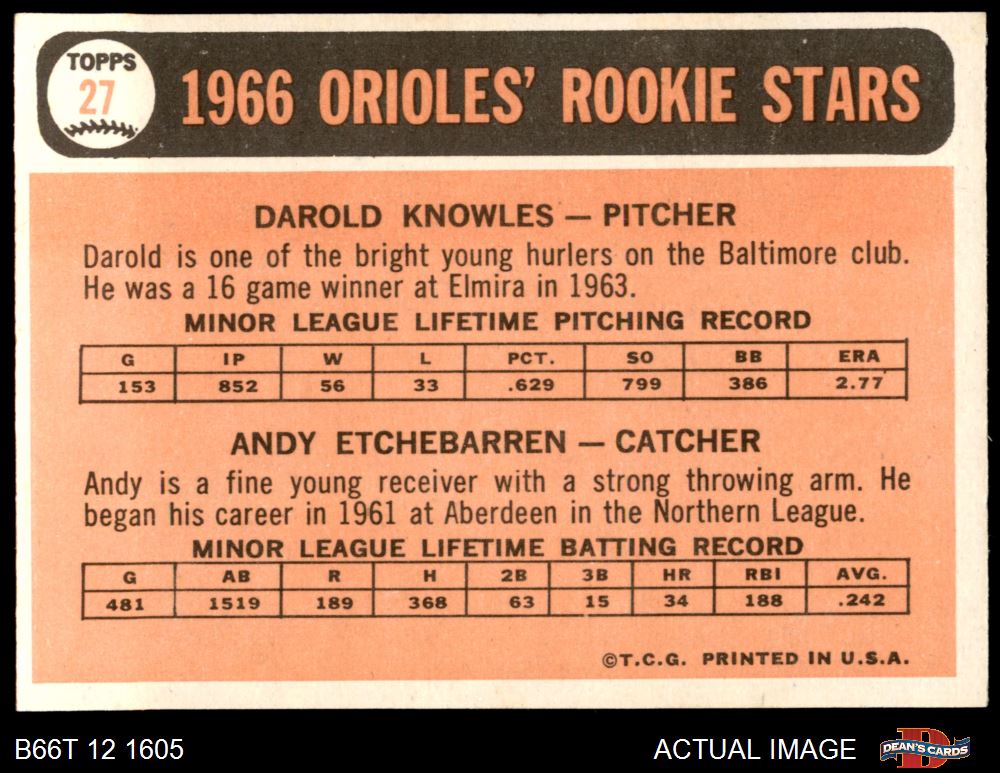 TOPPS
27
1966 ORIOLES' ROOKIE STARS
DAROLD KNOWLES — PITCHER
Darold is one of the bright young hurlers on the Baltimore club.
He was a 16 game winner at Elmira in 1963.
MINOR LEAGUE LIFETIME PITCHING RECORD
G IP W L PCT. SO BB ERA
153 852 56 33 .629 799 386 2.77
ANDY ETCHEBARREN — CATCHER
Andy is a fine young receiver with a strong throwing arm. He
began his career in 1961 at Aberdeen in the Northern League.
MINOR LEAGUE LIFETIME BATTING RECORD
G AB R H 2B 3B HR RBI AVG.
481 1519 189 368 63 15 34 188 .242
©T.C.G. PRINTED IN U.S.A.
B66T 12 1605 ACTUAL IMAGE DEAN'S CARDS